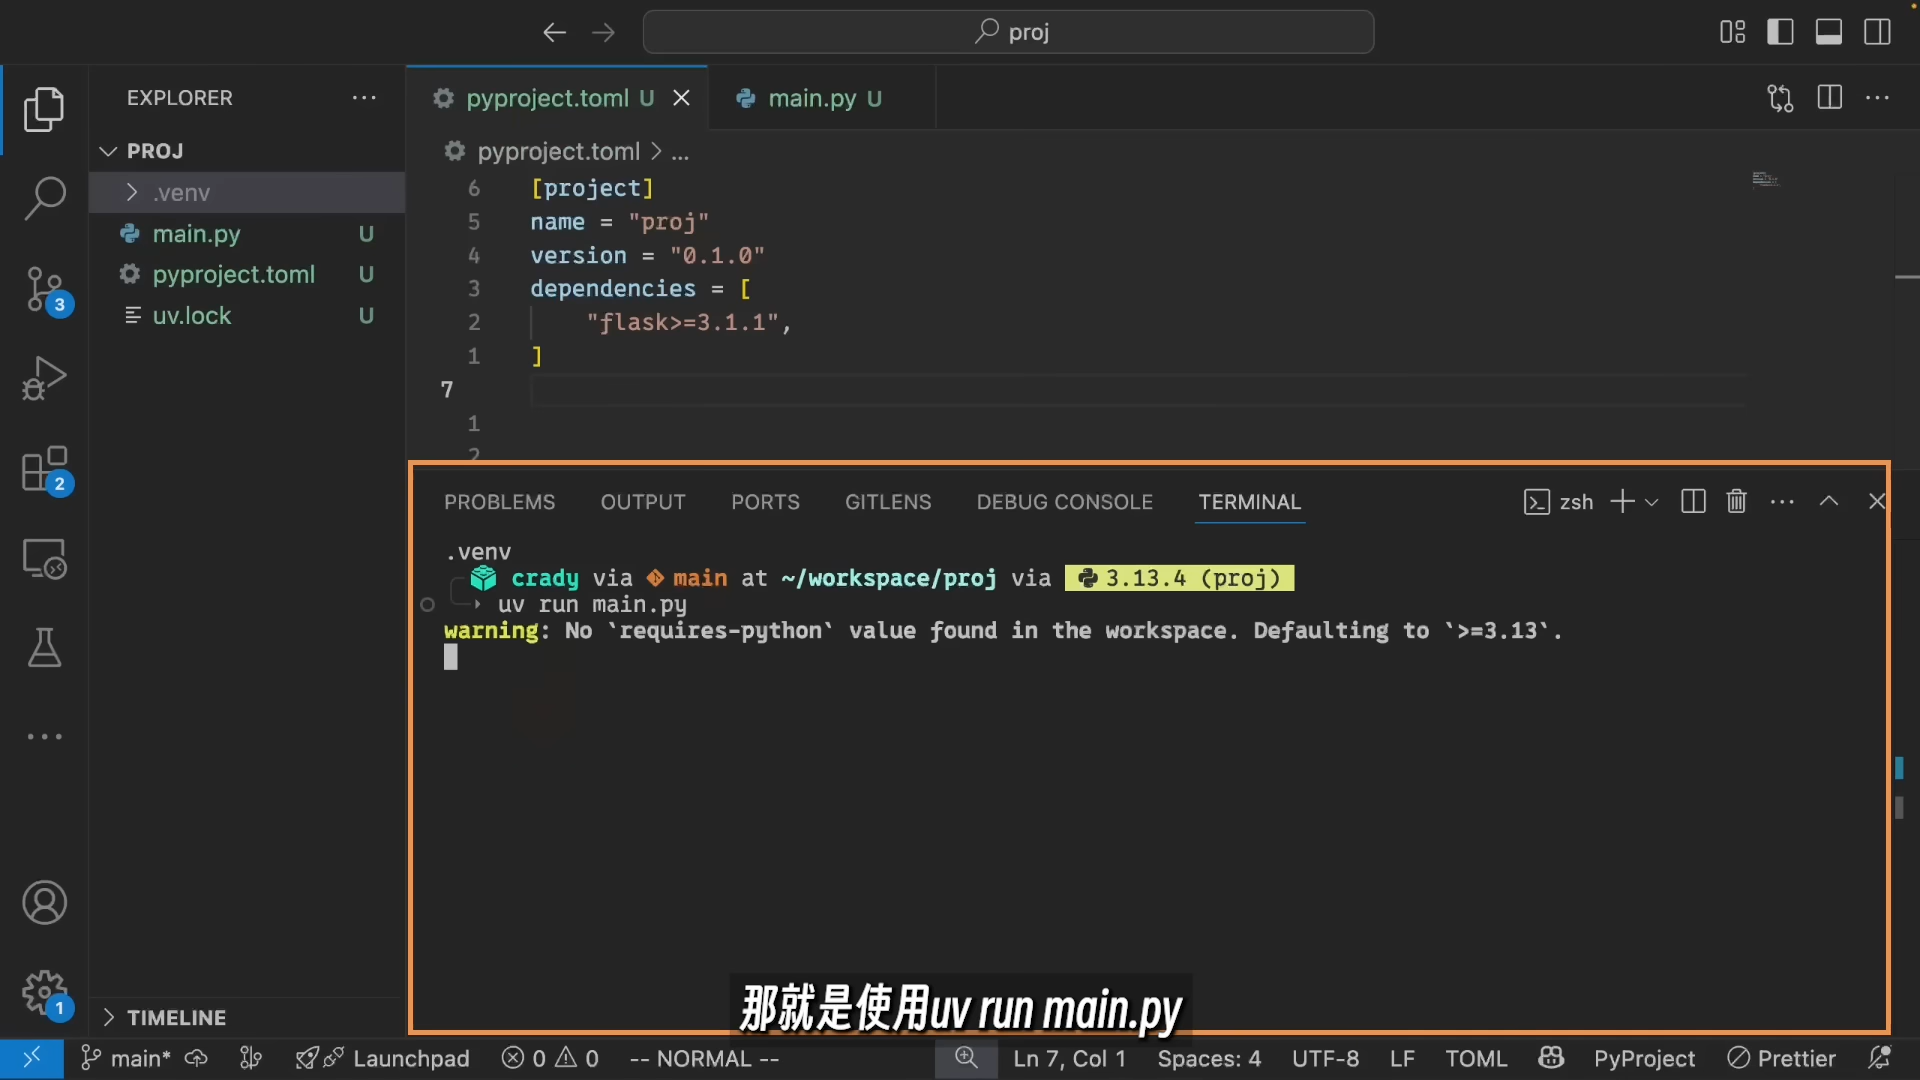 proj
EXPLORER
PROJ
.venv
main.py U
pyproject.toml U
uv.lock U
3
2
1
TIMELINE
pyproject.toml U
main.py U
pyproject.toml > ...
6 [project]
5 name = "proj"
4 version = "0.1.0"
3 dependencies = [
2 "flask>=3.1.1",
1 ]
7
1
2
PROBLEMS OUTPUT PORTS GITLENS DEBUG CONSOLE TERMINAL zsh
.venv
crady via main at ~/workspace/proj via 3.13.4 (proj)
uv run main.py
warning: No `requires-python` value found in the workspace. Defaulting to `>=3.13`.
那就是使用uv run main.py
main* Launchpad 0 0 -- NORMAL -- Ln 7, Col 1 Spaces: 4 UTF-8 LF TOML PyProject Prettier